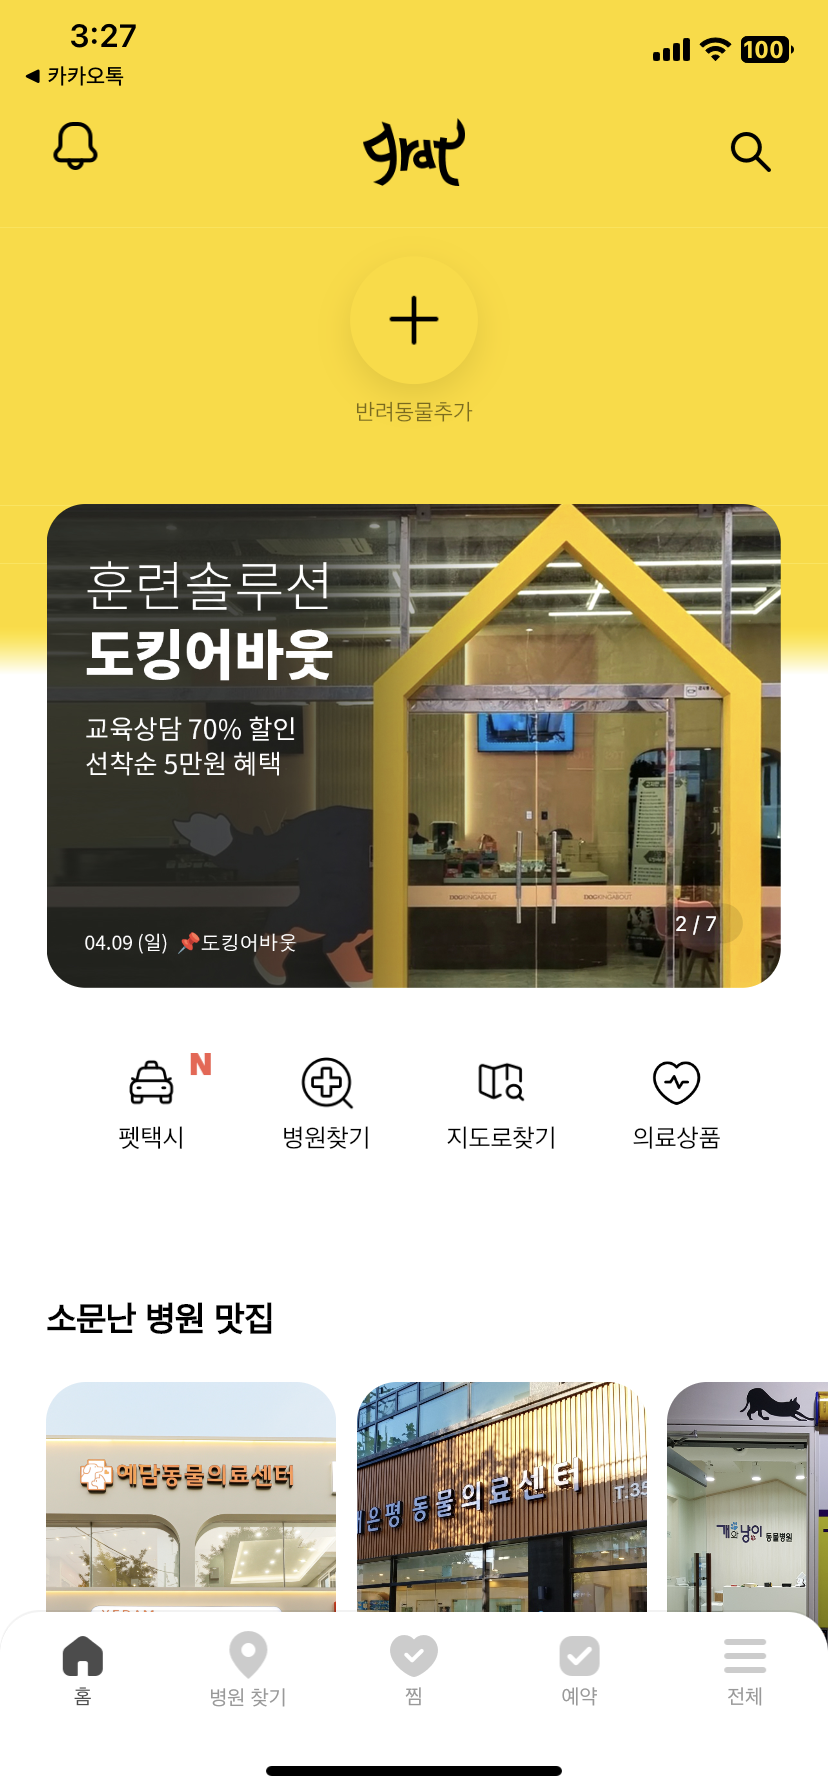 3:27
100
◀ 카카오톡
grat
반려동물추가
훈련솔루션
도킹어바웃
교육상담 70% 할인
선착순 5만원 혜택
DOGKINGABOUT
DOGKINGABOUT
04.09 (일) 📌도킹어바웃
2 / 7
N
펫택시
병원찾기
지도로찾기
의료상품
소문난 병원 맛집
예담동물의료센터
은평 동물의료센터
T.35
개와냥이 동물병원
홈
병원 찾기
찜
예약
전체